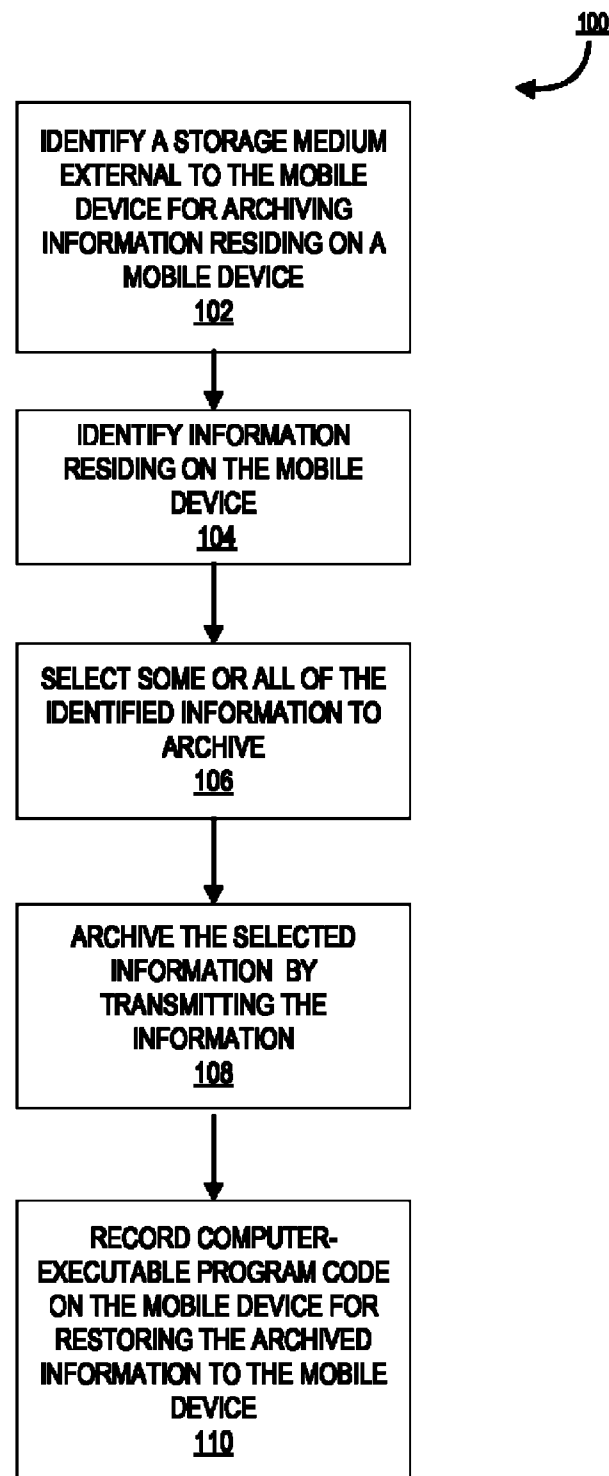 100
IDENTIFY A STORAGE MEDIUM
EXTERNAL TO THE MOBILE
DEVICE FOR ARCHIVING
INFORMATION RESIDING ON A
MOBILE DEVICE
102
IDENTIFY INFORMATION
RESIDING ON THE MOBILE
DEVICE
104
SELECT SOME OR ALL OF THE
IDENTIFIED INFORMATION TO
ARCHIVE
106
ARCHIVE THE SELECTED
INFORMATION BY
TRANSMITTING THE
INFORMATION
108
RECORD COMPUTER-
EXECUTABLE PROGRAM CODE
ON THE MOBILE DEVICE FOR
RESTORING THE ARCHIVED
INFORMATION TO THE MOBILE
DEVICE
110